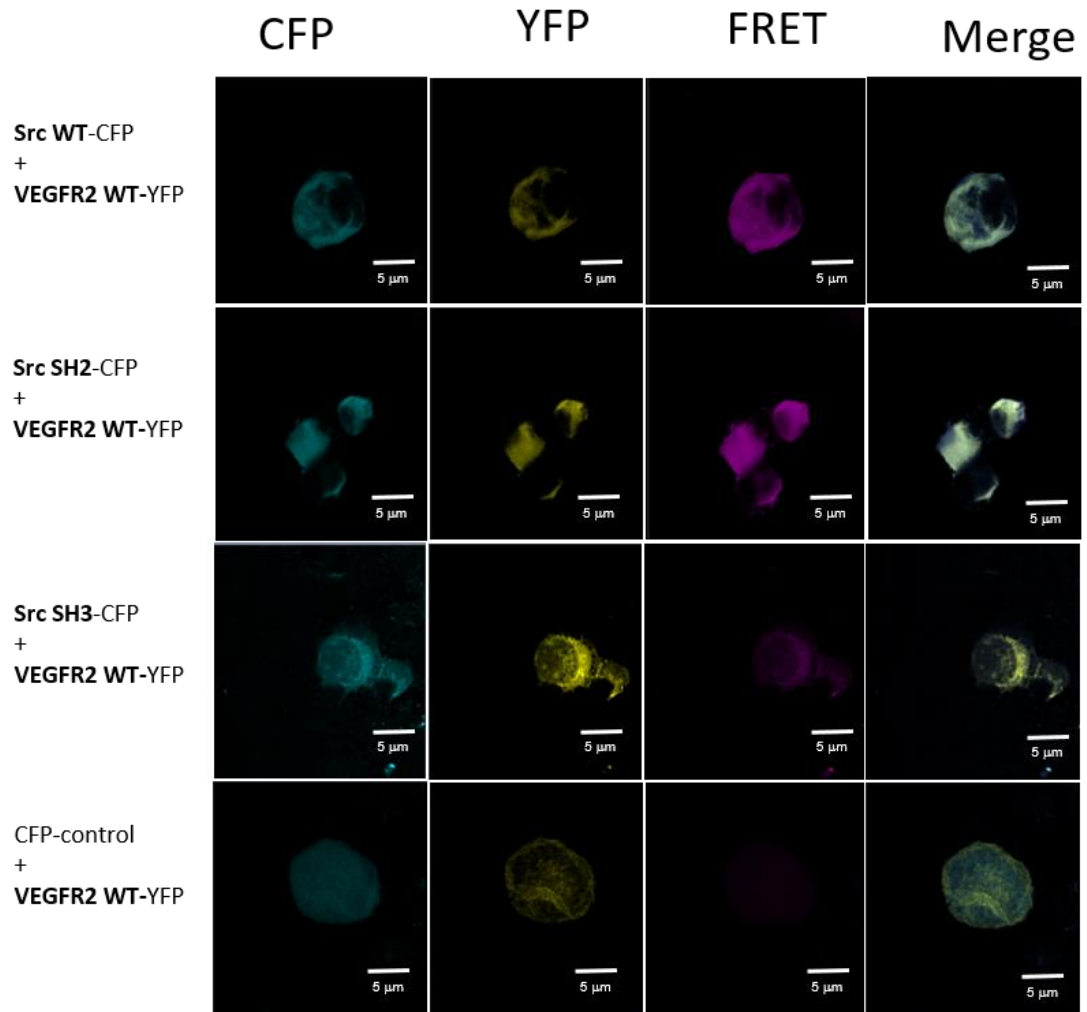 CFP YFP FRET Merge
Src WT-CFP
+
VEGFR2 WT-YFP
5 μm 5 μm 5 μm 5 μm
Src SH2-CFP
+
VEGFR2 WT-YFP
5 μm 5 μm 5 μm 5 μm
Src SH3-CFP
+
VEGFR2 WT-YFP
5 μm 5 μm 5 μm 5 μm
CFP-control
+
VEGFR2 WT-YFP
5 μm 5 μm 5 μm 5 μm